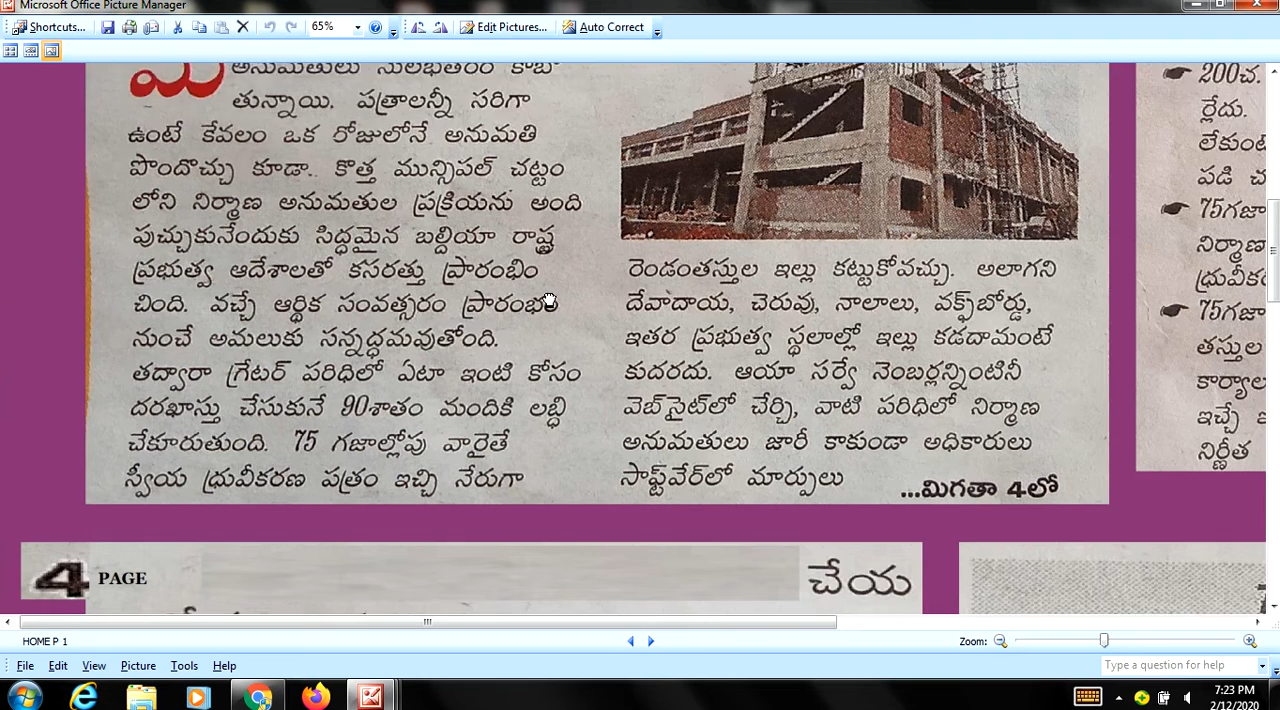 Microsoft Office Picture Manager
Shortcuts... 65% Edit Pictures... Auto Correct
మ అనుమతులు సులభతరం కాబో
తున్నాయి. పత్రాలన్నీ సరిగా
ఉంటే కేవలం ఒక రోజులోనే అనుమతి
పొందొచ్చు కూడా.. కొత్త మున్సిపల్ చట్టం
లోని నిర్మాణ అనుమతుల ప్రక్రియను అంది
పుచ్చుకునేందుకు సిద్ధమైన బల్దియా రాష్ట్ర
ప్రభుత్వ ఆదేశాలతో కసరత్తు ప్రారంభిం
చింది. వచ్చే ఆర్థిక సంవత్సరం ప్రారంభం
నుంచే అమలుకు సన్నద్ధమవుతోంది.
తద్వారా గ్రేటర్ పరిధిలో ఏటా ఇంటి కోసం
దరఖాస్తు చేసుకునే 90శాతం మందికి లబ్ధి
చేకూరుతుంది. 75 గజాల్లోపు వారైతే
స్వీయ ధ్రువీకరణ పత్రం ఇచ్చి నేరుగా
రెండంతస్తుల ఇల్లు కట్టుకోవచ్చు. అలాగని
దేవాదాయ, చెరువు, నాలాలు, వక్ఫ్‌బోర్డు,
ఇతర ప్రభుత్వ స్థలాల్లో ఇల్లు కడదామంటే
కుదరదు. ఆయా సర్వే నెంబర్లన్నింటినీ
వెబ్‌సైట్‌లో చేర్చి, వాటి పరిధిలో నిర్మాణ
అనుమతులు జారీ కాకుండా అధికారులు
సాఫ్ట్‌వేర్‌లో మార్పులు
...మిగతా 4లో
200చ.
ర్లేదు.
లేకుంట
పడి చ
75గజా
నిర్మాణ
ధ్రువీక
75గజా
తస్తుల
కార్యాల
ఇచ్చే
నిర్ణీత
4 PAGE చేయ
HOME P 1 Zoom:
File Edit View Picture Tools Help Type a question for help
7:23 PM
2/12/2020